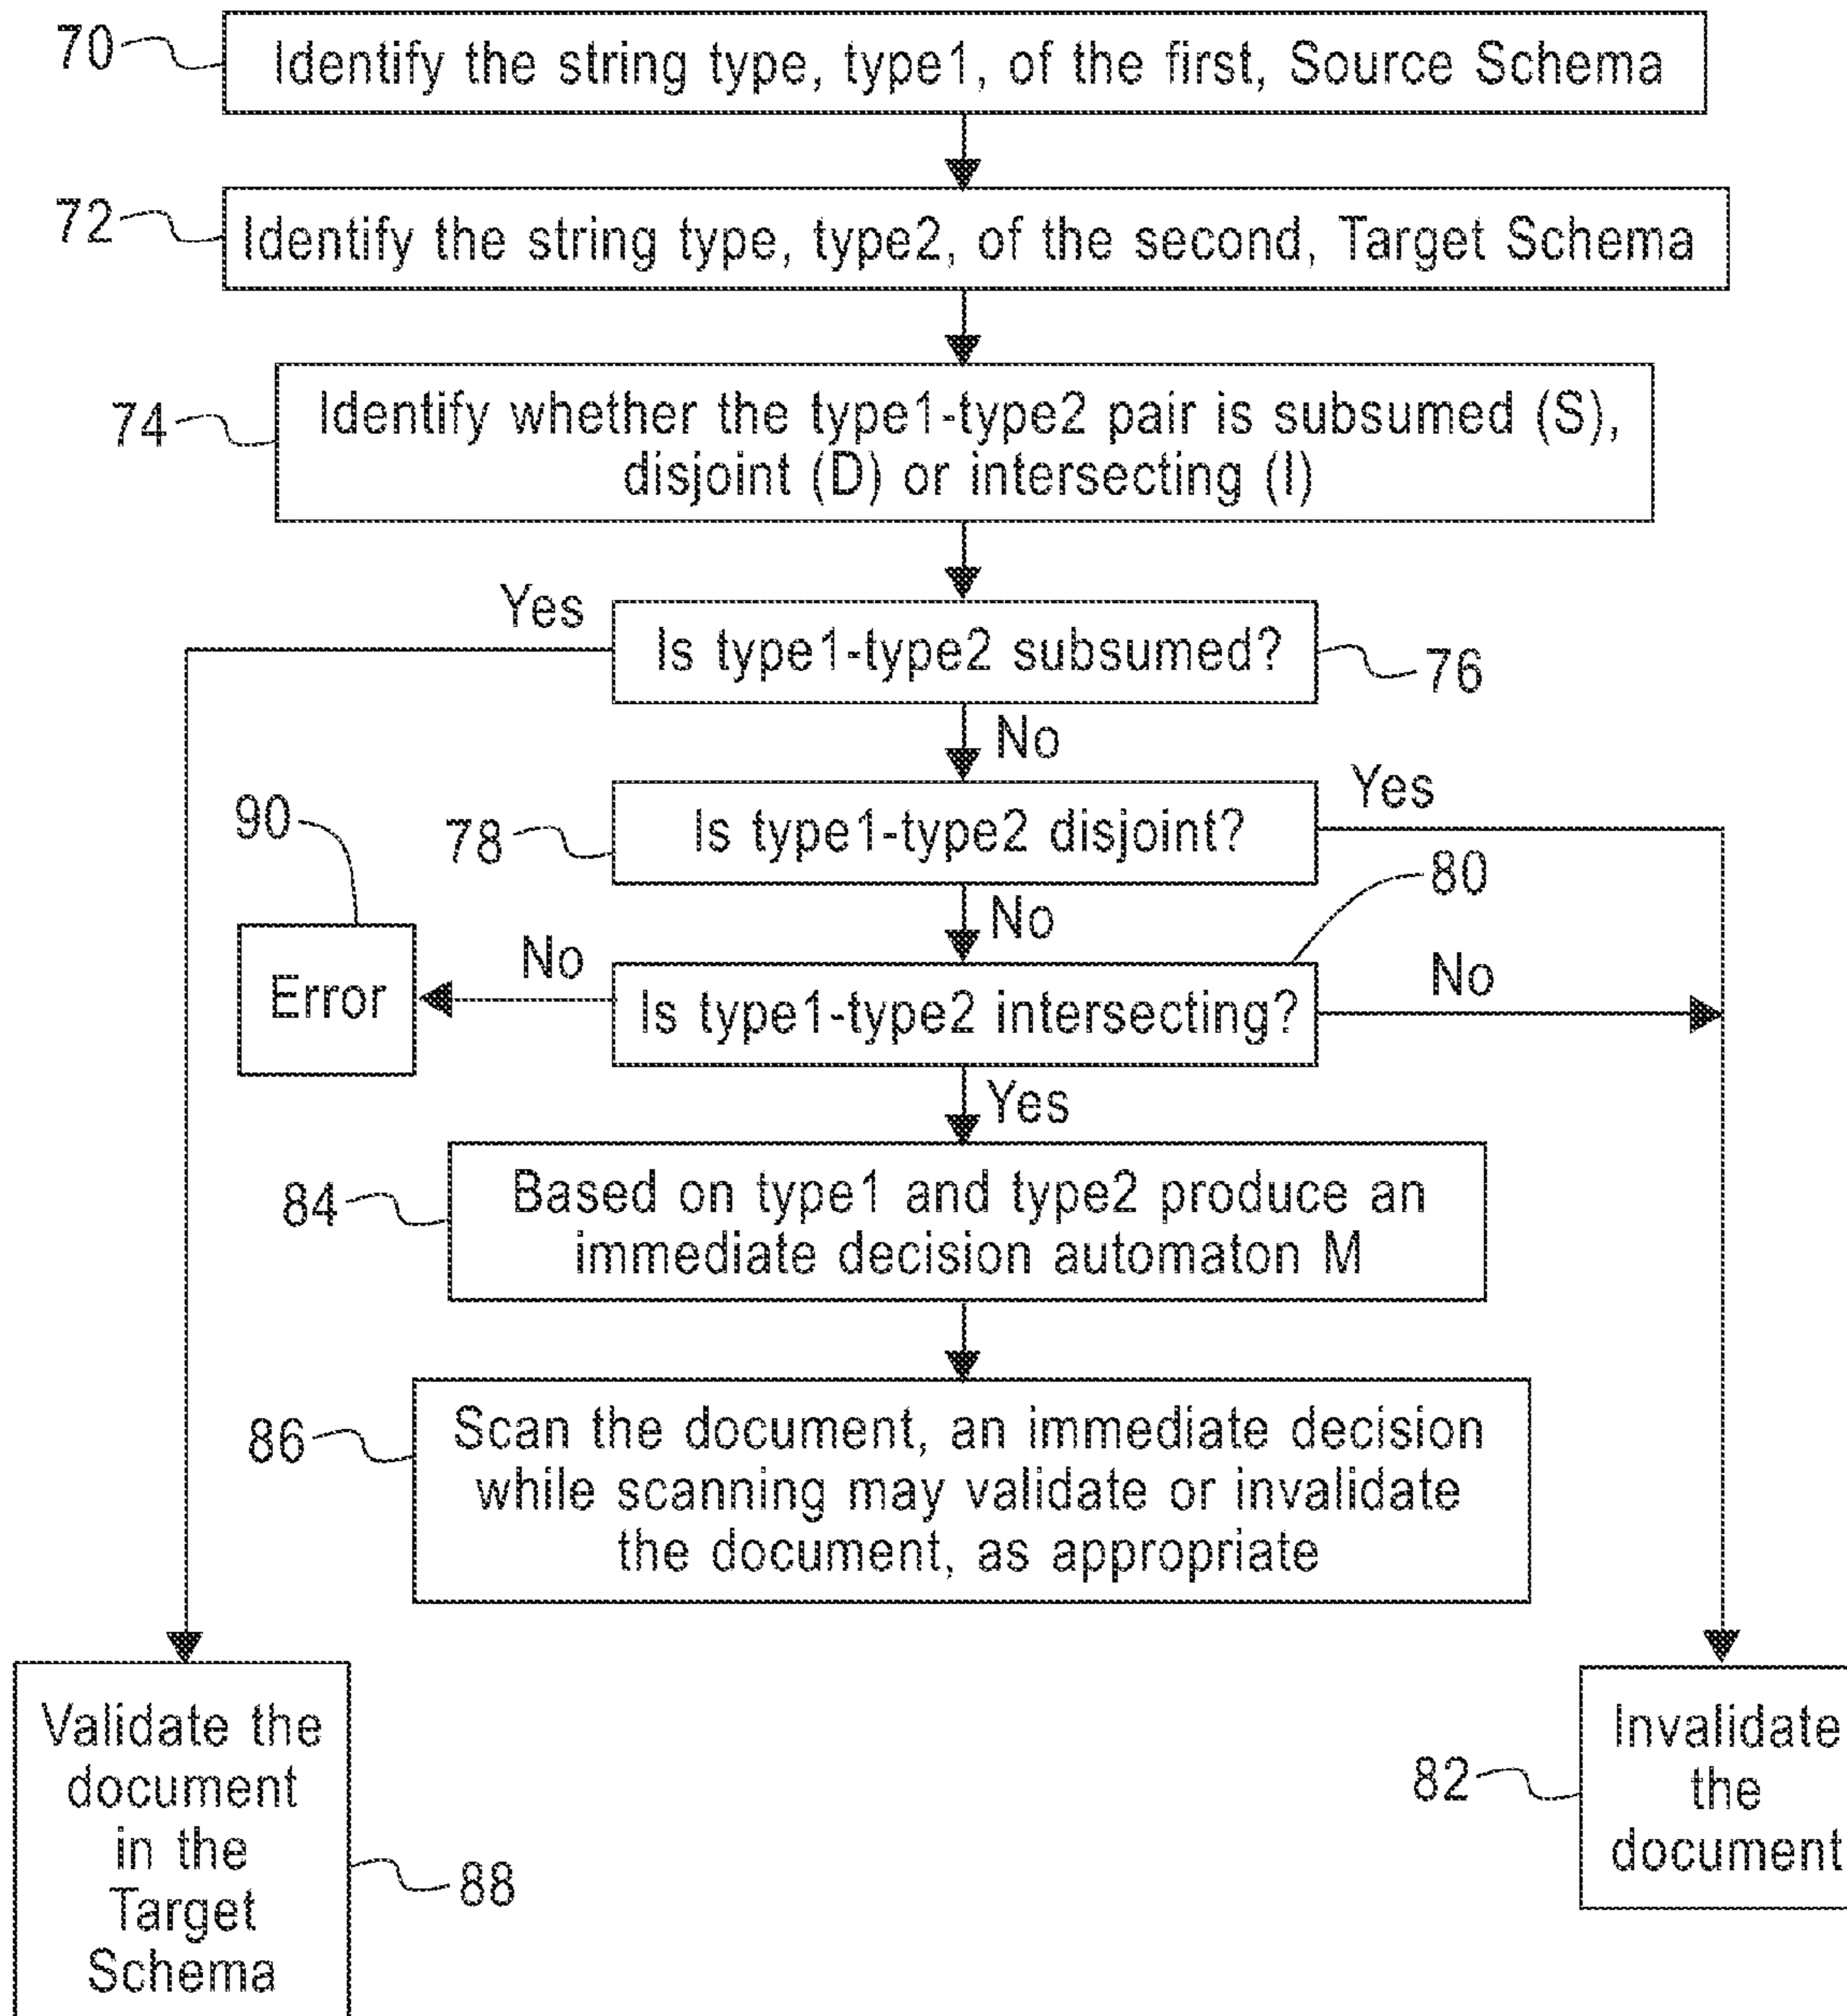 70
Identify the string type, type1, of the first, Source Schema
72
Identify the string type, type2, of the second, Target Schema
74
Identify whether the type1-type2 pair is subsumed (S),
disjoint (D) or intersecting (I)
Yes
Is type1-type2 subsumed?
76
No
Yes
90
78
Is type1-type2 disjoint?
80
No
No
No
Error
Is type1-type2 intersecting?
Yes
84
Based on type1 and type2 produce an
immediate decision automaton M
86
Scan the document, an immediate decision
while scanning may validate or invalidate
the document, as appropriate
Validate the
document
in the
Target
Schema
88
82
Invalidate
the
document